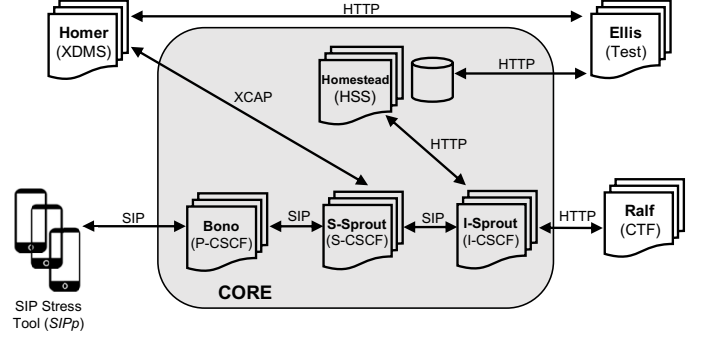 HTTP
Homer
(XDMS)
Ellis
(Test)
Homestead
(HSS)
HTTP
XCAP
HTTP
SIP
Bono
(P-CSCF)
SIP
S-Sprout
(S-CSCF)
SIP
I-Sprout
(I-CSCF)
HTTP
Ralf
(CTF)
CORE
SIP Stress
Tool (SIPp)